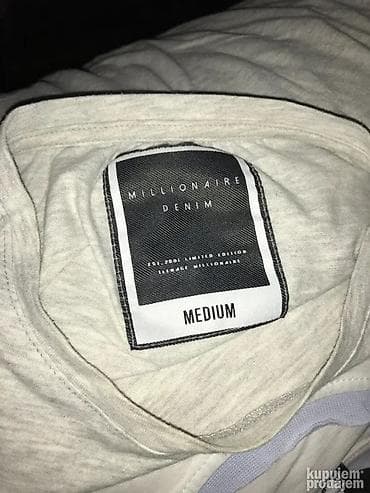 MILLIONAIRE
DENIM
EST. 2001 LIMITED EDITION
TEENAGE MILLIONAIRE
MEDIUM
kupujem
prodajem